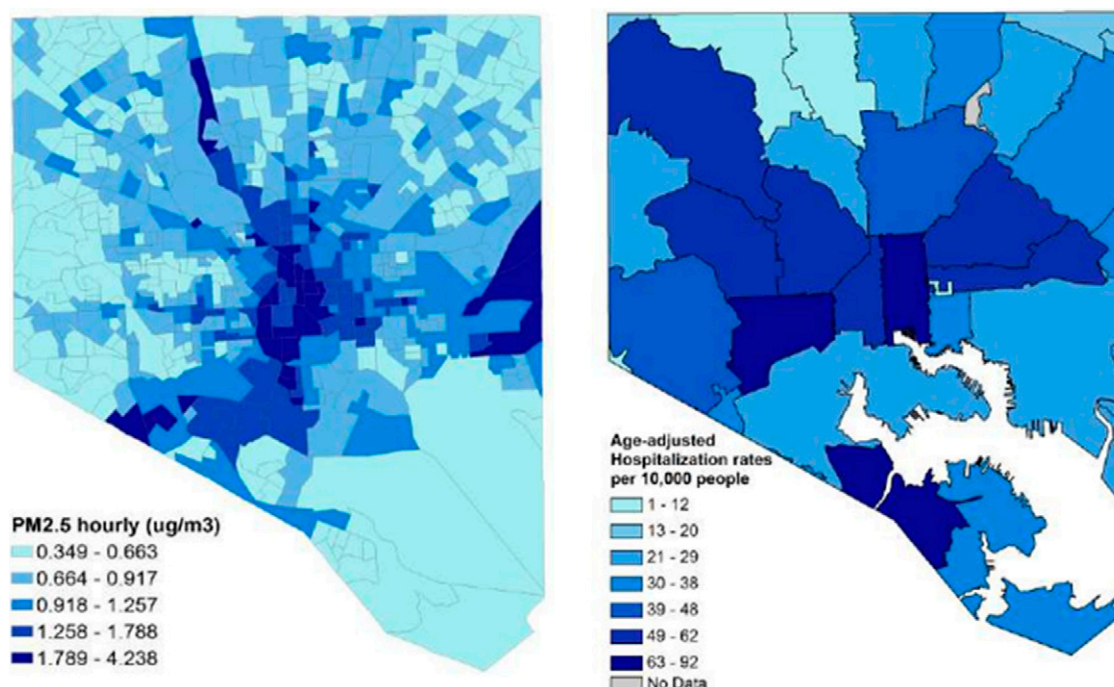 PM2.5 hourly (ug/m3)
0.349 - 0.663
0.664 - 0.917
0.918 - 1.257
1.258 - 1.788
1.789 - 4.238
Age-adjusted
Hospitalization rates
per 10,000 people
1 - 12
13 - 20
21 - 29
30 - 38
39 - 48
49 - 62
63 - 92
No Data